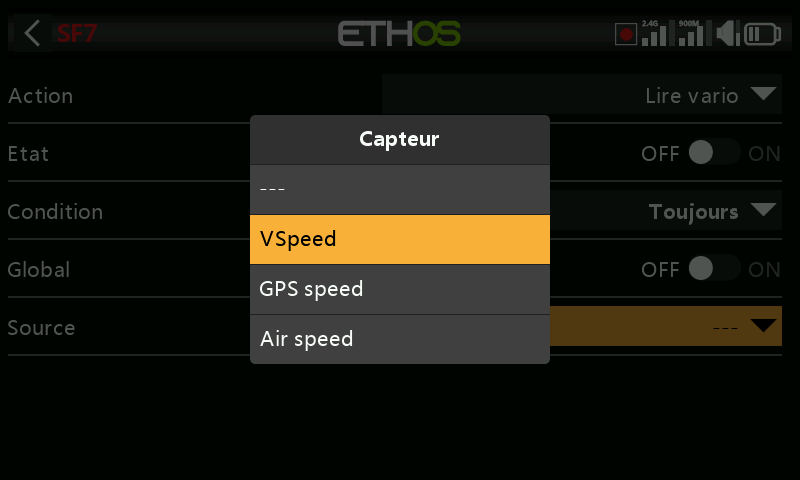 SF7
ETHOS
2.4G
900M
Action
Lire vario
Etat
OFF ON
Condition
Toujours
Global
OFF ON
Source
---
Capteur
---
VSpeed
GPS speed
Air speed